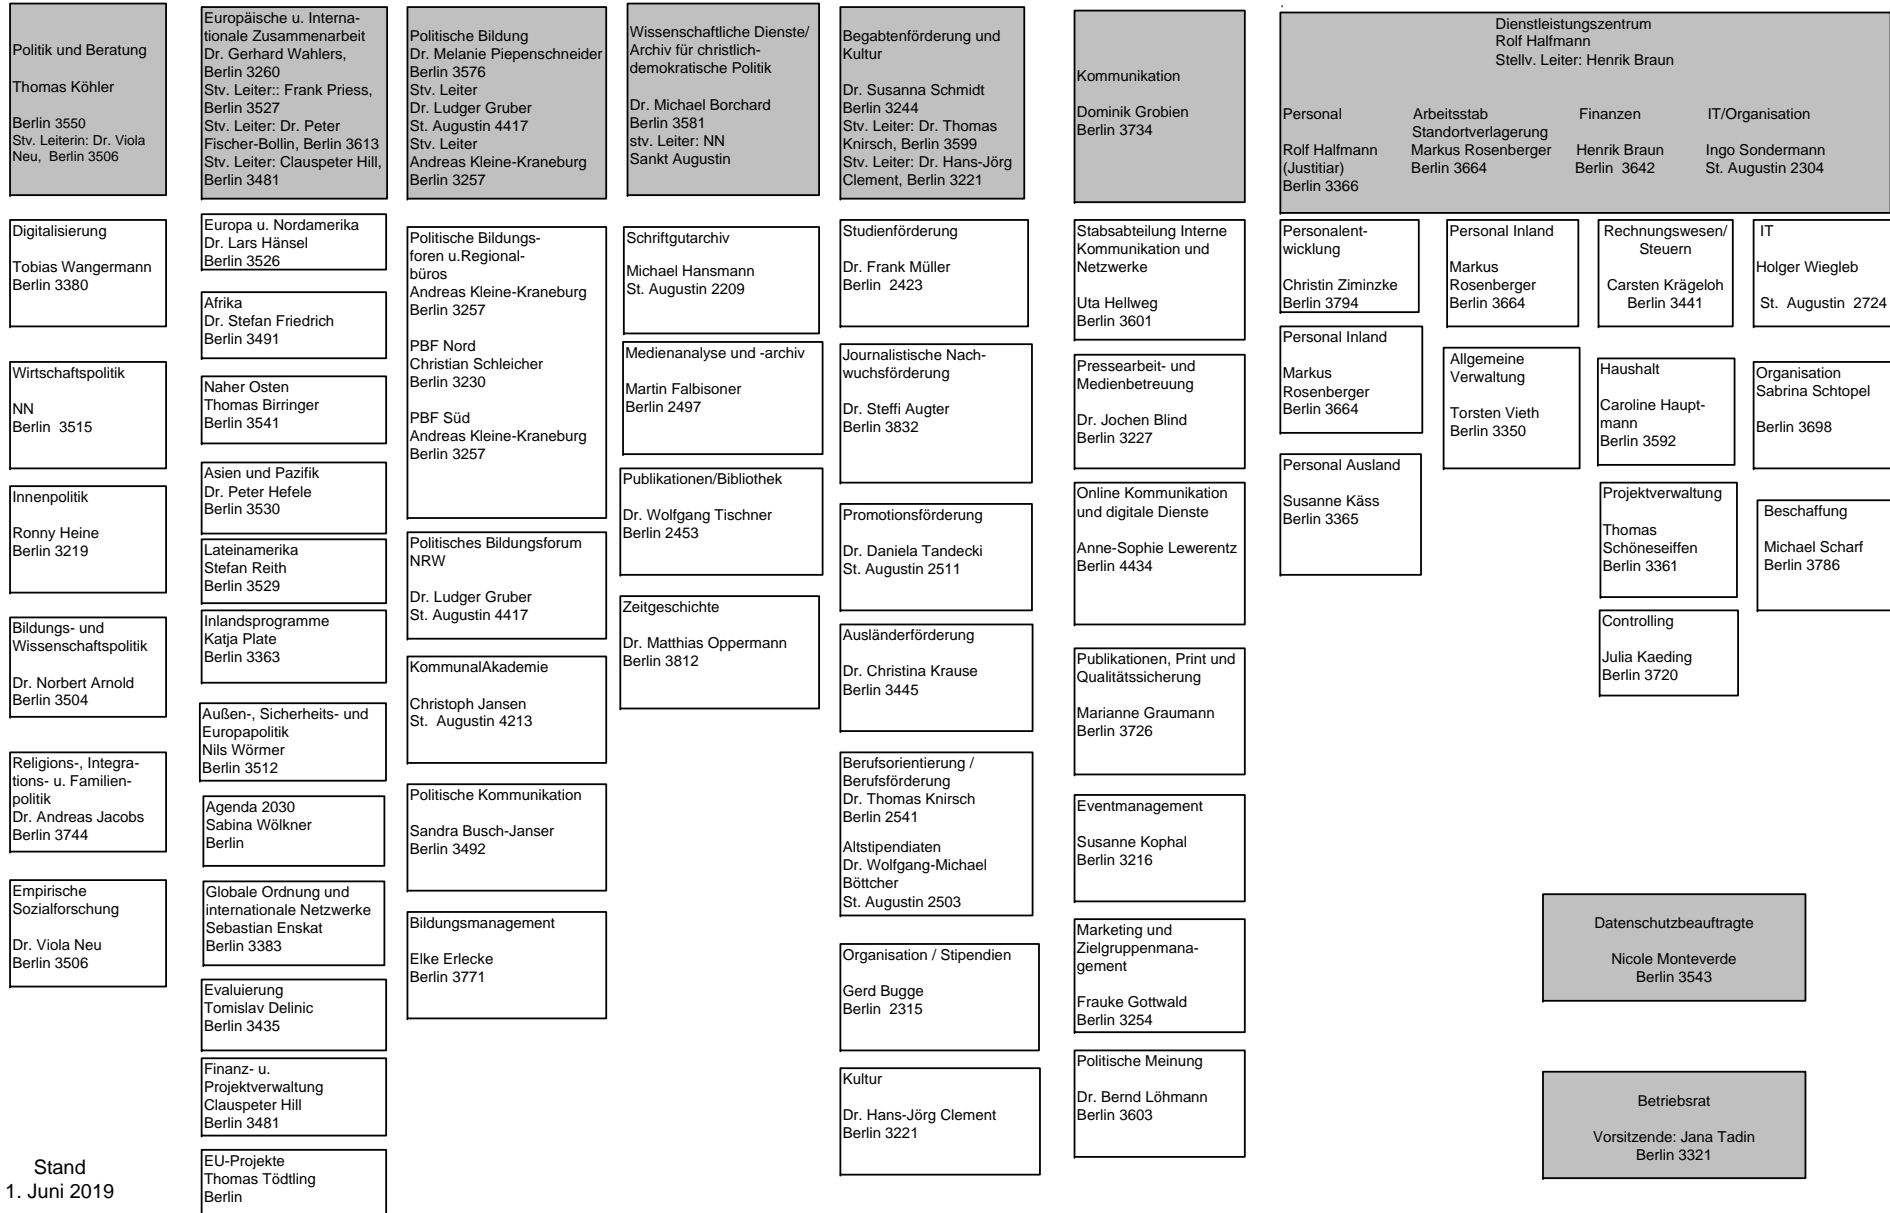 Politik und Beratung
Thomas Köhler
Berlin 3550
Stv. Leiterin: Dr. Viola
Neu, Berlin 3506
Digitalisierung
Tobias Wangermann
Berlin 3380
Wirtschaftspolitik
NN
Berlin 3515
Innenpolitik
Ronny Heine
Berlin 3219
Bildungs- und
Wissenschaftspolitik
Dr. Norbert Arnold
Berlin 3504
Religions-, Integra-
tions- u. Familien-
politik
Dr. Andreas Jacobs
Berlin 3744
Empirische
Sozialforschung
Dr. Viola Neu
Berlin 3506
Stand
1. Juni 2019
Europäische u. Interna-
tionale Zusammenarbeit
Dr. Gerhard Wahlers,
Berlin 3260
Stv. Leiter:: Frank Priess,
Berlin 3527
Stv. Leiter: Dr. Peter
Fischer-Bollin, Berlin 3613
Stv. Leiter: Clauspeter Hill,
Berlin 3481
Europa u. Nordamerika
Dr. Lars Hänsel
Berlin 3526
Afrika
Dr. Stefan Friedrich
Berlin 3491
Naher Osten
Thomas Birringer
Berlin 3541
Asien und Pazifik
Dr. Peter Hefele
Berlin 3530
Lateinamerika
Stefan Reith
Berlin 3529
Inlandsprogramme
Katja Plate
Berlin 3363
Außen-, Sicherheits- und
Europapolitik
Nils Wörmer
Berlin 3512
Agenda 2030
Sabina Wölkner
Berlin
Globale Ordnung und
internationale Netzwerke
Sebastian Enskat
Berlin 3383
Evaluierung
Tomislav Delinic
Berlin 3435
Finanz- u.
Projektverwaltung
Clauspeter Hill
Berlin 3481
EU-Projekte
Thomas Tödtling
Berlin
Politische Bildung
Dr. Melanie Piepenschneider
Berlin 3576
Stv. Leiter
Dr. Ludger Gruber
St. Augustin 4417
Stv. Leiter
Andreas Kleine-Kraneburg
Berlin 3257
Politische Bildungs-
foren u.Regional-
büros
Andreas Kleine-Kraneburg
Berlin 3257
PBF Nord
Christian Schleicher
Berlin 3230
PBF Süd
Andreas Kleine-Kraneburg
Berlin 3257
Politisches Bildungsforum
NRW
Dr. Ludger Gruber
St. Augustin 4417
KommunalAkademie
Christoph Jansen
St. Augustin 4213
Politische Kommunikation
Sandra Busch-Janser
Berlin 3492
Bildungsmanagement
Elke Erlecke
Berlin 3771
Wissenschaftliche Dienste/
Archiv für christlich-
demokratische Politik
Dr. Michael Borchard
Berlin 3581
stv. Leiter: NN
Sankt Augustin
Schriftgutarchiv
Michael Hansmann
St. Augustin 2209
Medienanalyse und -archiv
Martin Falbisoner
Berlin 2497
Publikationen/Bibliothek
Dr. Wolfgang Tischner
Berlin 2453
Zeitgeschichte
Dr. Matthias Oppermann
Berlin 3812
Begabtenförderung und
Kultur
Dr. Susanna Schmidt
Berlin 3244
Stv. Leiter: Dr. Thomas
Knirsch, Berlin 3599
Stv. Leiter: Dr. Hans-Jörg
Clement, Berlin 3221
Studienförderung
Dr. Frank Müller
Berlin 2423
Journalistische Nach-
wuchsförderung
Dr. Steffi Augter
Berlin 3832
Promotionsförderung
Dr. Daniela Tandecki
St. Augustin 2511
Ausländerförderung
Dr. Christina Krause
Berlin 3445
Berufsorientierung /
Berufsförderung
Dr. Thomas Knirsch
Berlin 2541
Altstipendiaten
Dr. Wolfgang-Michael
Böttcher
St. Augustin 2503
Organisation / Stipendien
Gerd Bugge
Berlin 2315
Kultur
Dr. Hans-Jörg Clement
Berlin 3221
Kommunikation
Dominik Grobien
Berlin 3734
Stabsabteilung Interne
Kommunikation und
Netzwerke
Uta Hellweg
Berlin 3601
Pressearbeit- und
Medienbetreuung
Dr. Jochen Blind
Berlin 3227
Online Kommunikation
und digitale Dienste
Anne-Sophie Lewerentz
Berlin 4434
Publikationen, Print und
Qualitätssicherung
Marianne Graumann
Berlin 3726
Eventmanagement
Susanne Kophal
Berlin 3216
Marketing und
Zielgruppenmana-
gement
Frauke Gottwald
Berlin 3254
Politische Meinung
Dr. Bernd Löhmann
Berlin 3603
Dienstleistungszentrum
Rolf Halfmann
Stellv. Leiter: Henrik Braun
Personal
Rolf Halfmann
(Justitiar)
Berlin 3366
Arbeitsstab
Standortverlagerung
Markus Rosenberger
Berlin 3664
Finanzen
Henrik Braun
Berlin 3642
IT/Organisation
Ingo Sondermann
St. Augustin 2304
Personalent-
wicklung
Christin Ziminzke
Berlin 3794
Personal Inland
Markus
Rosenberger
Berlin 3664
Personal Ausland
Susanne Käss
Berlin 3365
Personal Inland
Markus
Rosenberger
Berlin 3664
Allgemeine
Verwaltung
Torsten Vieth
Berlin 3350
Rechnungswesen/
Steuern
Carsten Krägeloh
Berlin 3441
Haushalt
Caroline Haupt-
mann
Berlin 3592
Projektverwaltung
Thomas
Schöneseiffen
Berlin 3361
Controlling
Julia Kaeding
Berlin 3720
IT
Holger Wiegleb
St. Augustin 2724
Organisation
Sabrina Schtopel
Berlin 3698
Beschaffung
Michael Scharf
Berlin 3786
Datenschutzbeauftragte
Nicole Monteverde
Berlin 3543
Betriebsrat
Vorsitzende: Jana Tadin
Berlin 3321